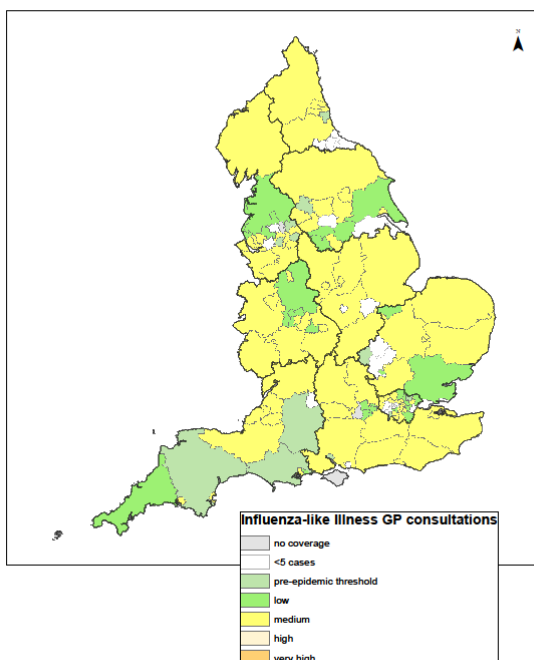 N
Influenza-like Illness GP consultations
no coverage
<5 cases
pre-epidemic threshold
low
medium
high
very high